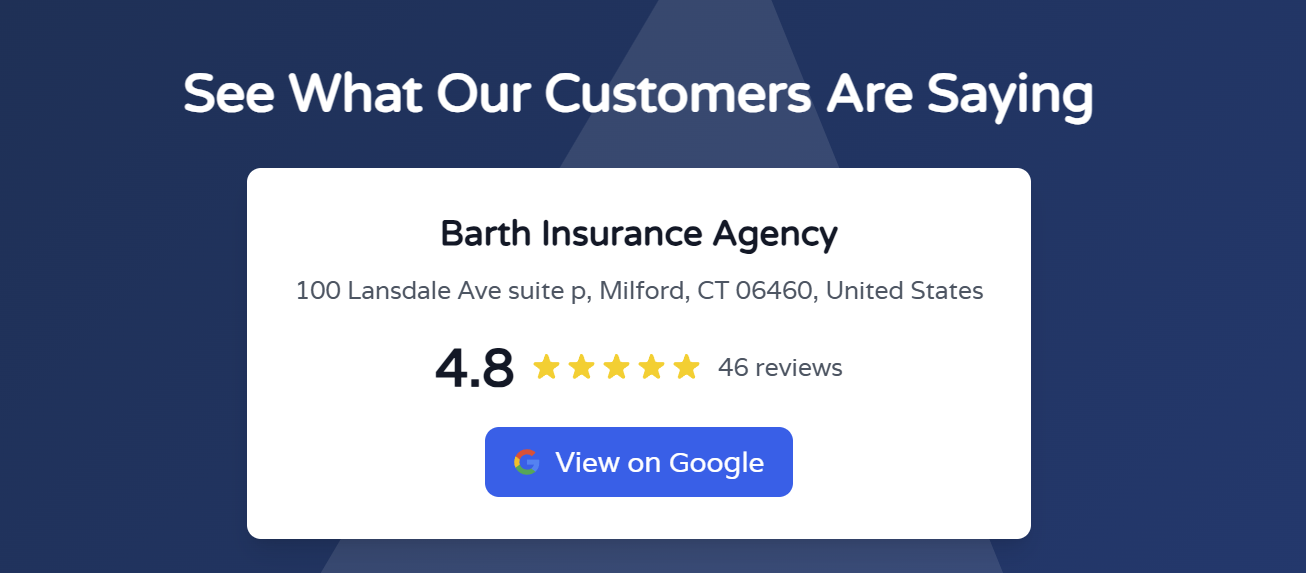 See What Our Customers Are Saying
Barth Insurance Agency
100 Lansdale Ave suite p, Milford, CT 06460, United States
4.8 46 reviews
View on Google